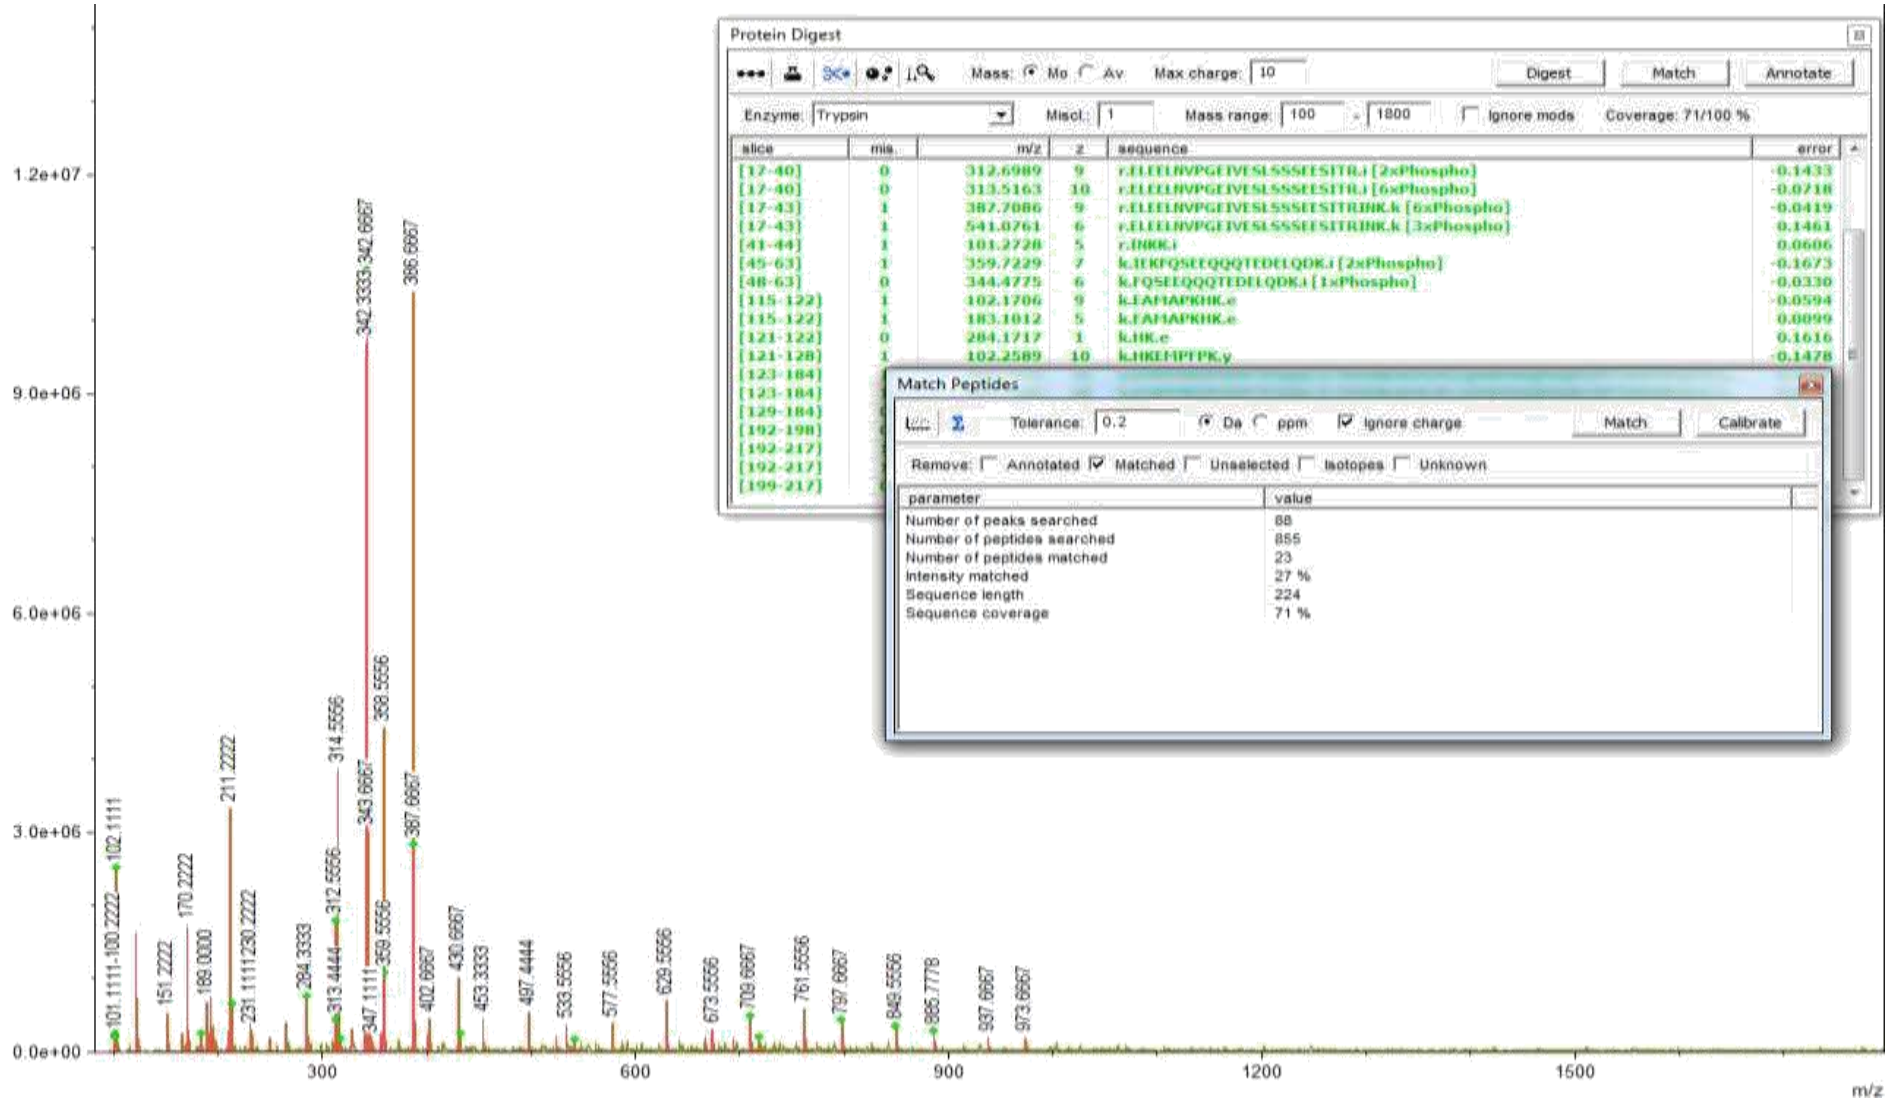 Protein Digest
Mass: Mo Av Max charge: 10 Digest Match Annotate
Enzyme: Trypsin Miscl.: 1 Mass range: 100 - 1800 Ignore mods Coverage: 71/100 %
slice mis. m/z z sequence error
[17-40] 0 312.6989 9 r.ELEELNVPGEIVESLSSSEESITR.i [2xPhospho] -0.1433
[17-40] 0 313.5163 10 r.ELEELNVPGEIVESLSSSEESITR.i [6xPhospho] -0.0718
[17-43] 1 387.7086 9 r.ELEELNVPGEIVESLSSSEESITRINK.k [6xPhospho] -0.0419
[17-43] 1 541.0761 6 r.ELEELNVPGEIVESLSSSEESITRINK.k [3xPhospho] 0.1461
[41-44] 1 101.2728 5 r.INKK.i 0.0606
[45-63] 1 359.7229 7 k.IEKFQSEEQQQTEDELQDK.i [2xPhospho] -0.1673
[48-63] 0 344.4775 6 k.FQSEEQQQTEDELQDK.i [1xPhospho] -0.0330
[115-122] 1 102.1706 9 k.EAMAPKHK.e -0.0594
[115-122] 1 183.1012 5 k.EAMAPKHK.e 0.0099
[121-122] 0 284.1717 1 k.HK.e 0.1616
[121-128] 1 102.2589 10 k.HKEMPFPK.y -0.1478
[123-184]
[123-184]
[129-184]
[192-198]
[192-217]
[192-217]
[199-217]
Match Peptides
Tolerance: 0.2 Da ppm Ignore charge Match Calibrate
Remove: Annotated Matched Unselected Isotopes Unknown
parameter value
Number of peaks searched 88
Number of peptides searched 855
Number of peptides matched 23
Intensity matched 27 %
Sequence length 224
Sequence coverage 71 %
1.2e+07
9.0e+06
6.0e+06
3.0e+06
0.0e+00
101.1111-100.2222
102.1111
151.2222
170.2222
189.0000
211.2222
231.1111230.2222
284.3333
313.4444
312.5556
314.5556
347.1111
343.6667
342.3333-342.6667
359.5556
358.5556
387.6667
386.6667
402.6667
430.6667
453.3333
497.4444
533.5556
577.5556
629.5556
673.5556
709.6667
761.5556
797.6667
849.5556
885.7778
937.6667
973.6667
300 600 900 1200 1500
m/z